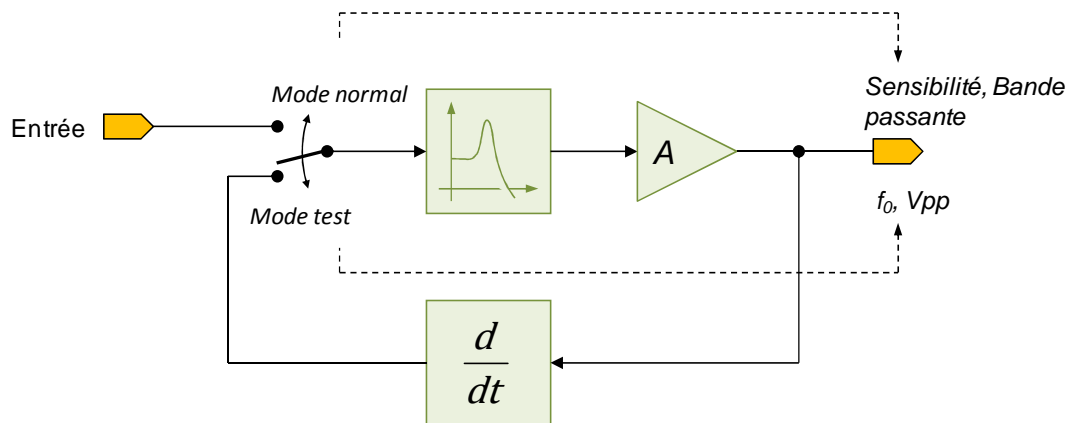 Mode normal
Entrée
Mode test
A
Sensibilité, Bande
passante
f0, Vpp
d
dt